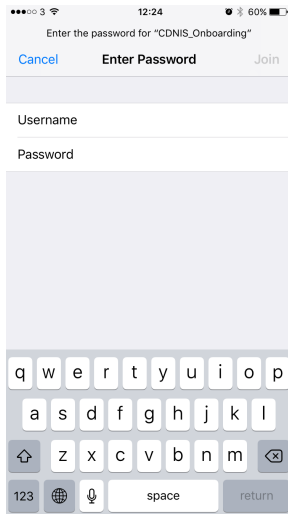 3 12:24 60%
Enter the password for “CDNIS_Onboarding”
Cancel Enter Password Join
Username
Password
q w e r t y u i o p
a s d f g h j k l
z x c v b n m
123 space return